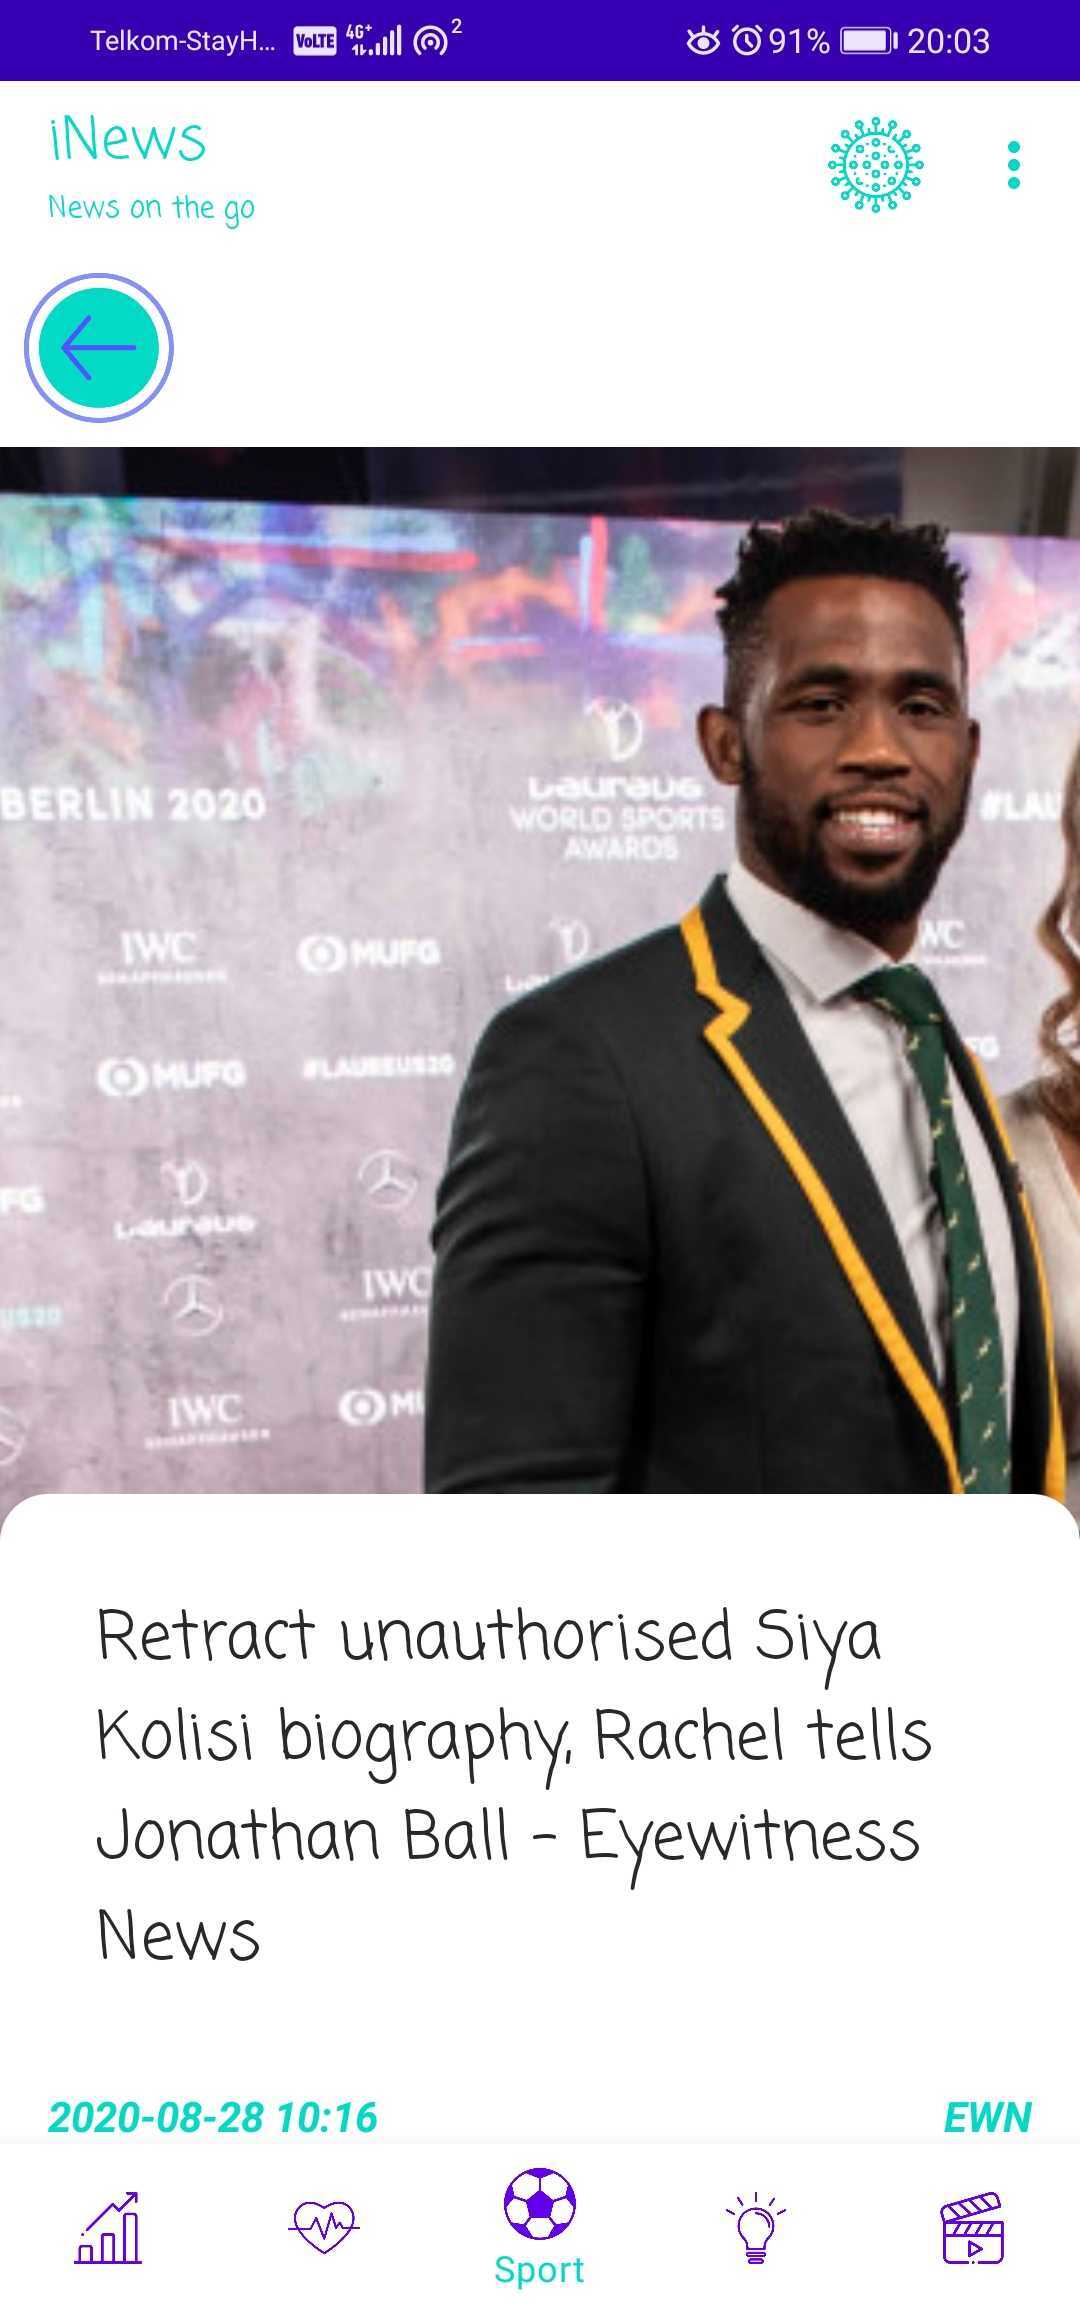 Telkom-StayH... VoLTE 4G+ 2 91% 20:03
iNews
News on the go
BERLIN 2020
Laureus
WORLD SPORTS
AWARDS
#LAU
IWC
MUFG
WC
MUFG
#LAUREUS20
FG
FG
Laureus
IWC
US20
IWC
MU
Retract unauthorised Siya
Kolisi biography, Rachel tells
Jonathan Ball - Eyewitness
News
2020-08-28 10:16
EWN
Sport